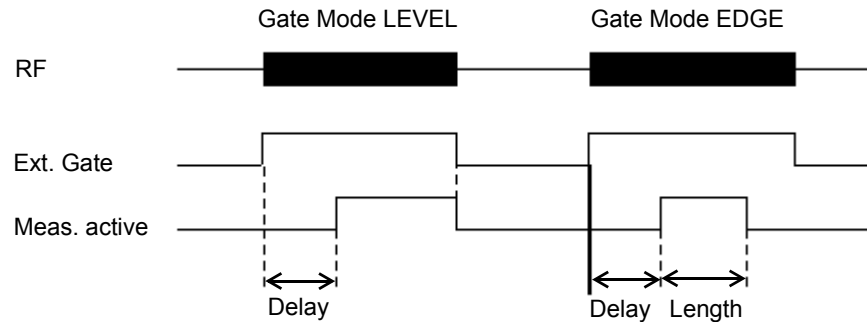 Gate Mode LEVEL Gate Mode EDGE
RF
Ext. Gate
Meas. active
Delay Delay Length